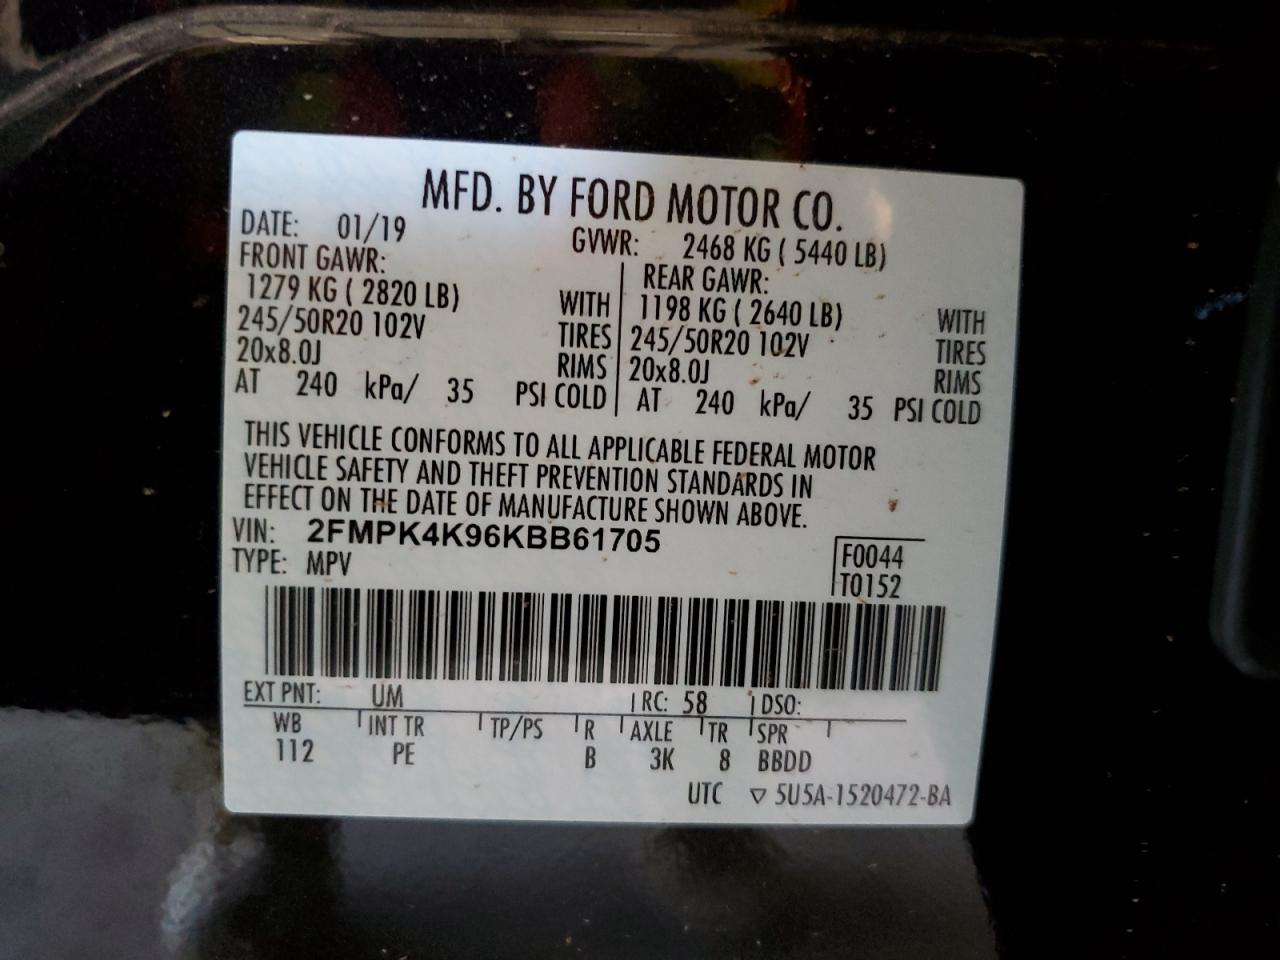 MFD. BY FORD MOTOR CO.
DATE: 01/19 GVWR: 2468 KG ( 5440 LB)
FRONT GAWR: REAR GAWR:
1279 KG ( 2820 LB) WITH 1198 KG ( 2640 LB) WITH
245/50R20 102V TIRES 245/50R20 102V TIRES
20x8.0J RIMS 20x8.0J RIMS
AT 240 kPa/ 35 PSI COLD AT 240 kPa/ 35 PSI COLD
THIS VEHICLE CONFORMS TO ALL APPLICABLE FEDERAL MOTOR
VEHICLE SAFETY AND THEFT PREVENTION STANDARDS IN
EFFECT ON THE DATE OF MANUFACTURE SHOWN ABOVE.
VIN: 2FMPK4K96KBB61705
TYPE: MPV
F0044
T0152
EXT PNT: UM RC: 58 DSO:
WB INT TR TP/PS R AXLE TR SPR
112 PE B 3K 8 BBDD
UTC ▽ 5U5A-1520472-BA